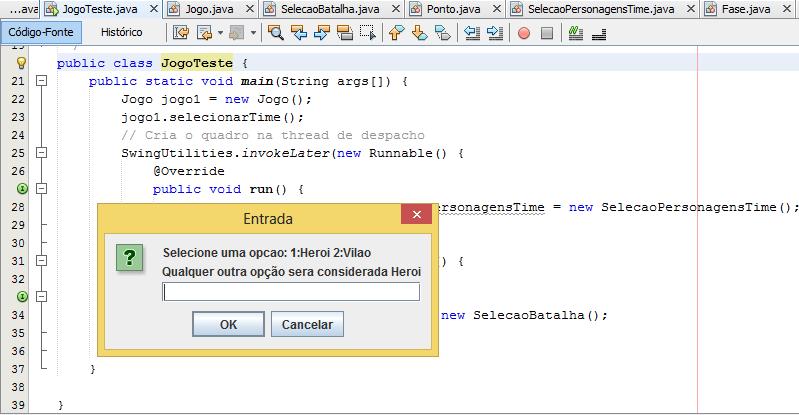 ...ava JogoTeste.java Jogo.java SelecaoBatalha.java Ponto.java SelecaoPersonagensTime.java Fase.java
Código-Fonte Histórico
public class JogoTeste {
21 public static void main(String args[]) {
22 Jogo jogo1 = new Jogo();
23 jogo1.selecionarTime();
24 // Cria o quadro na thread de despacho
25 SwingUtilities.invokeLater(new Runnable() {
26 @Override
public void run() {
28 ersonagensTime = new SelecaoPersonagensTime();
29
30
31 () {
32
34 new SelecaoBatalha();
35
36
37 }
38
39 }
Entrada
?
Selecione uma opcao: 1:Heroi 2:Vilao
Qualquer outra opção sera considerada Heroi
OK Cancelar